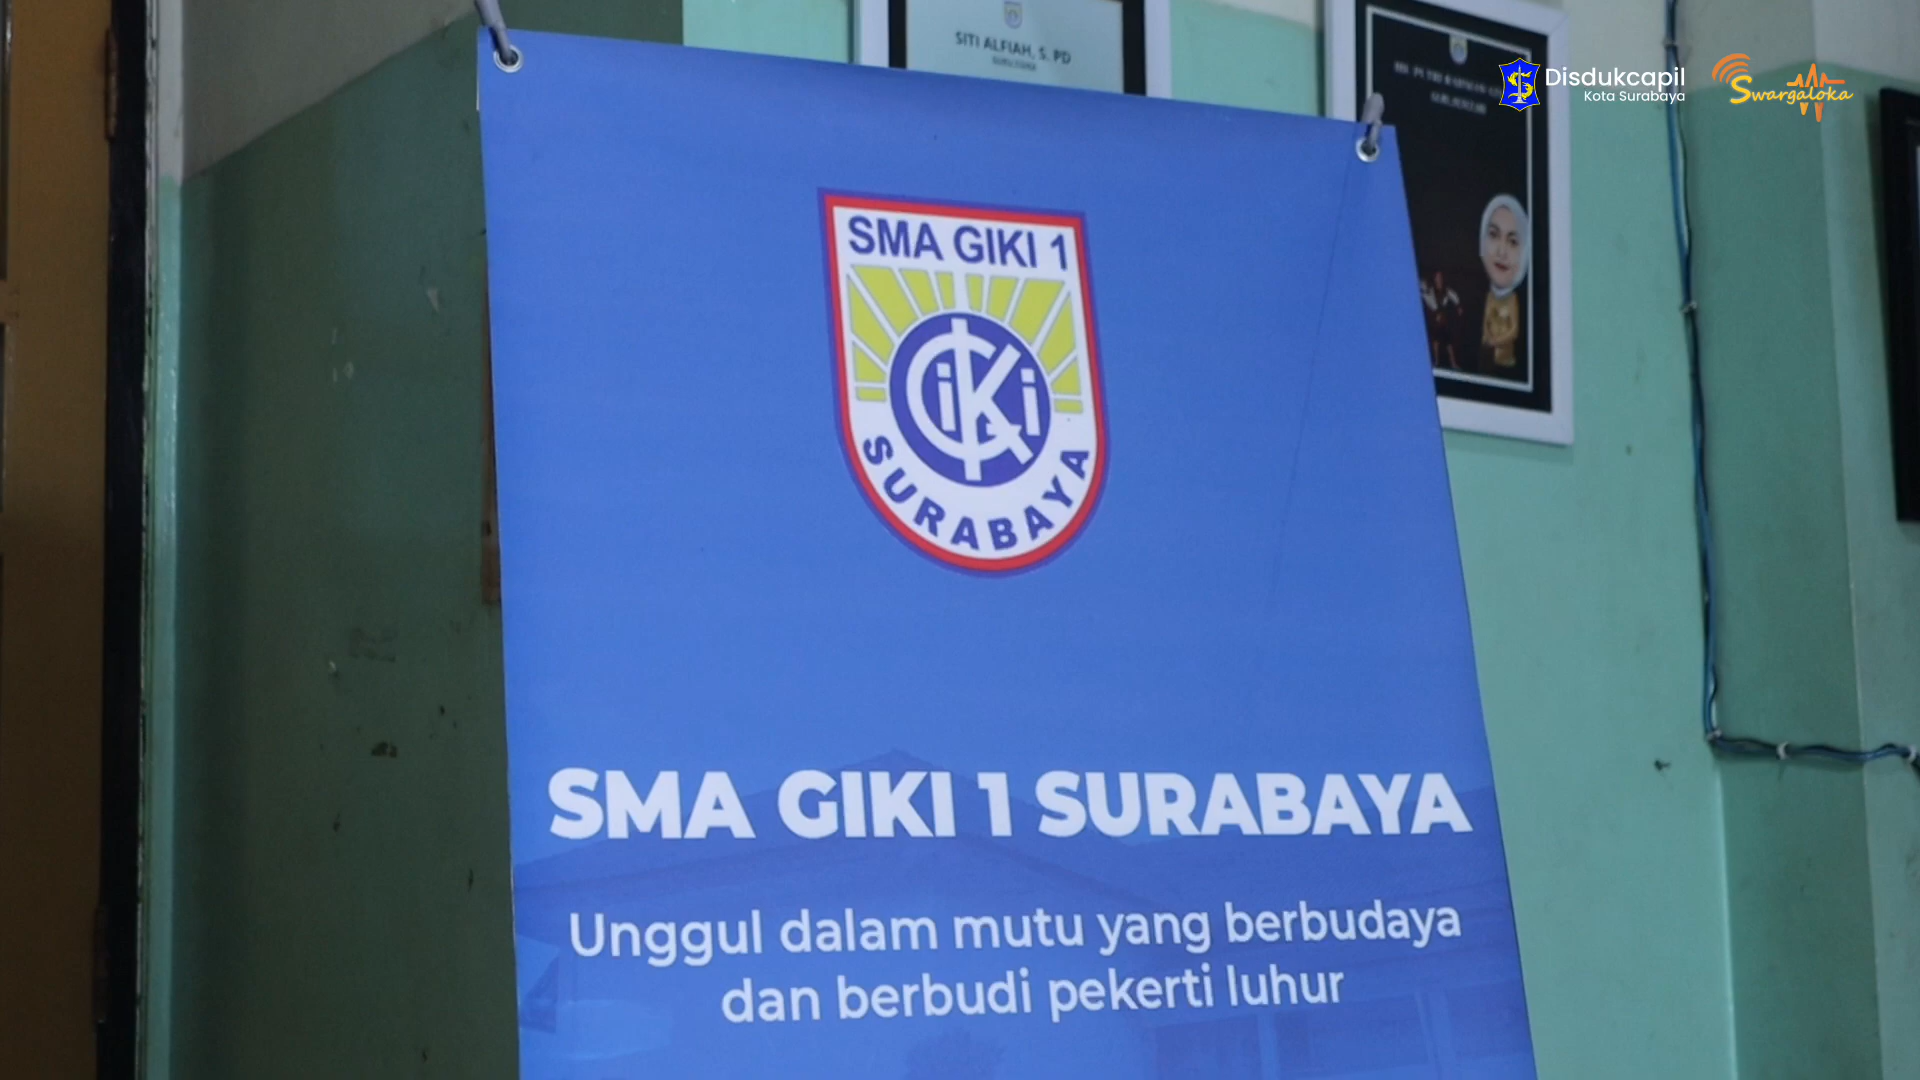 SITI ALFIAH, S. PD
Disdukcapil
Kota Surabaya
Swargaloka
SMA GIKI 1
GIKI
SURABAYA
SMA GIKI 1 SURABAYA
Unggul dalam mutu yang berbudaya
dan berbudi pekerti luhur